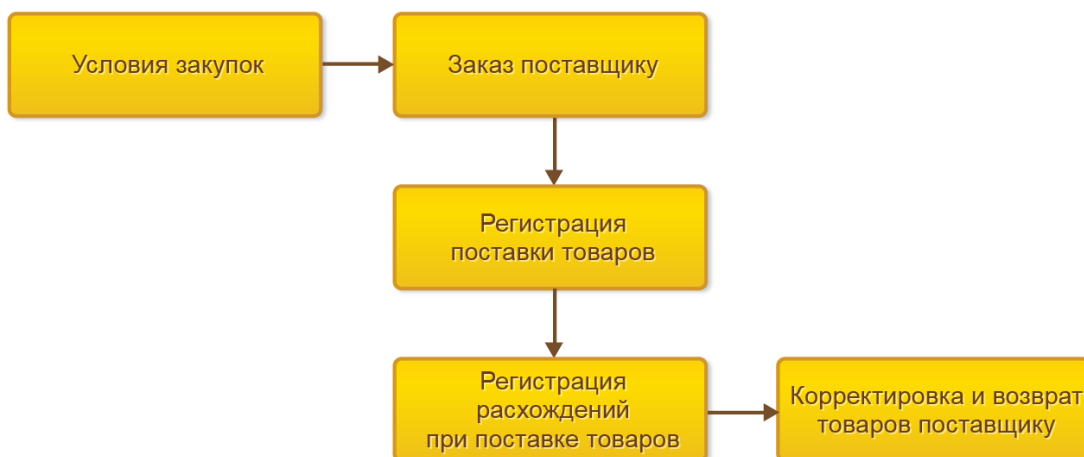 Условия закупок
Заказ поставщику
Регистрация
поставки товаров
Регистрация
расхождений
при поставке товаров
Корректировка и возврат
товаров поставщику